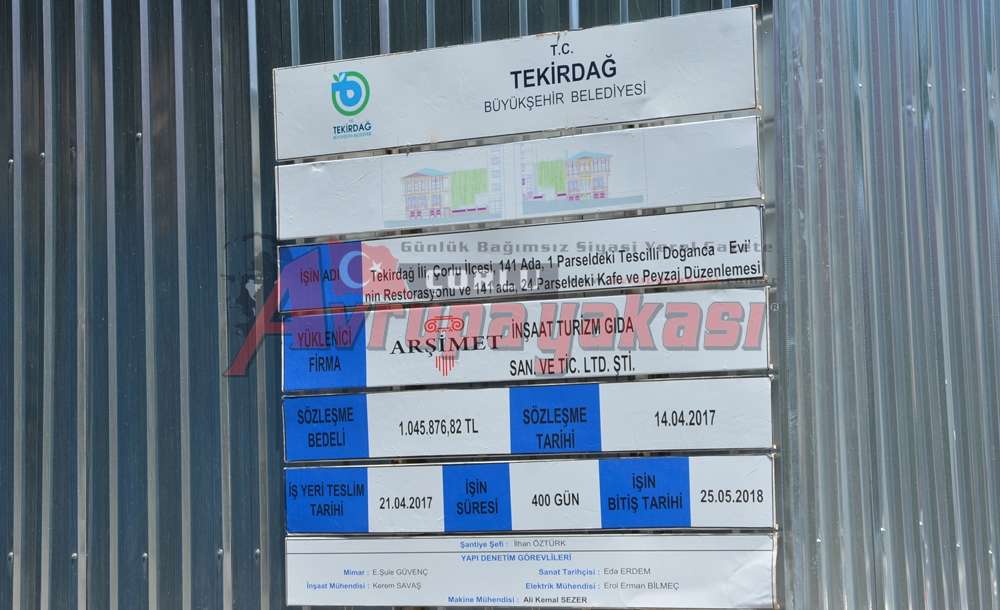 T.C.
TEKİRDAĞ
BÜYÜKŞEHİR BELEDİYESİ
TEKİRDAĞ
Günlük Bağımsız Siyasi Yerel Gazete
ÇORLU
Avrupayakası
İŞİN ADI
Tekirdağ İli, Çorlu İlçesi, 141 Ada, 1 Parseldeki Tescilli Doğanca Evi'
nin Restorasyonu ve 141 ada, 24 Parseldeki Kafe ve Peyzaj Düzenlemesi
YÜKLENİCİ
FİRMA
ARŞİMET
İNŞAAT TURİZM GIDA
SAN. VE TİC. LTD. ŞTİ.
SÖZLEŞME
BEDELİ
1.045.876,82 TL
SÖZLEŞME
TARİHİ
14.04.2017
İŞ YERİ TESLİM
TARİHİ
21.04.2017
İŞİN
SÜRESİ
400 GÜN
İŞİN
BİTİŞ TARİHİ
25.05.2018
Şantiye Şefi : İlhan ÖZTÜRK
YAPI DENETİM GÖREVLİLERİ
Mimar : E.Şule GÜVENÇ
Sanat Tarihçisi : Eda ERDEM
İnşaat Mühendisi : Kerem SAVAŞ
Elektrik Mühendisi : Erol Erman BİLMEÇ
Makine Mühendisi : Ali Kemal SEZER